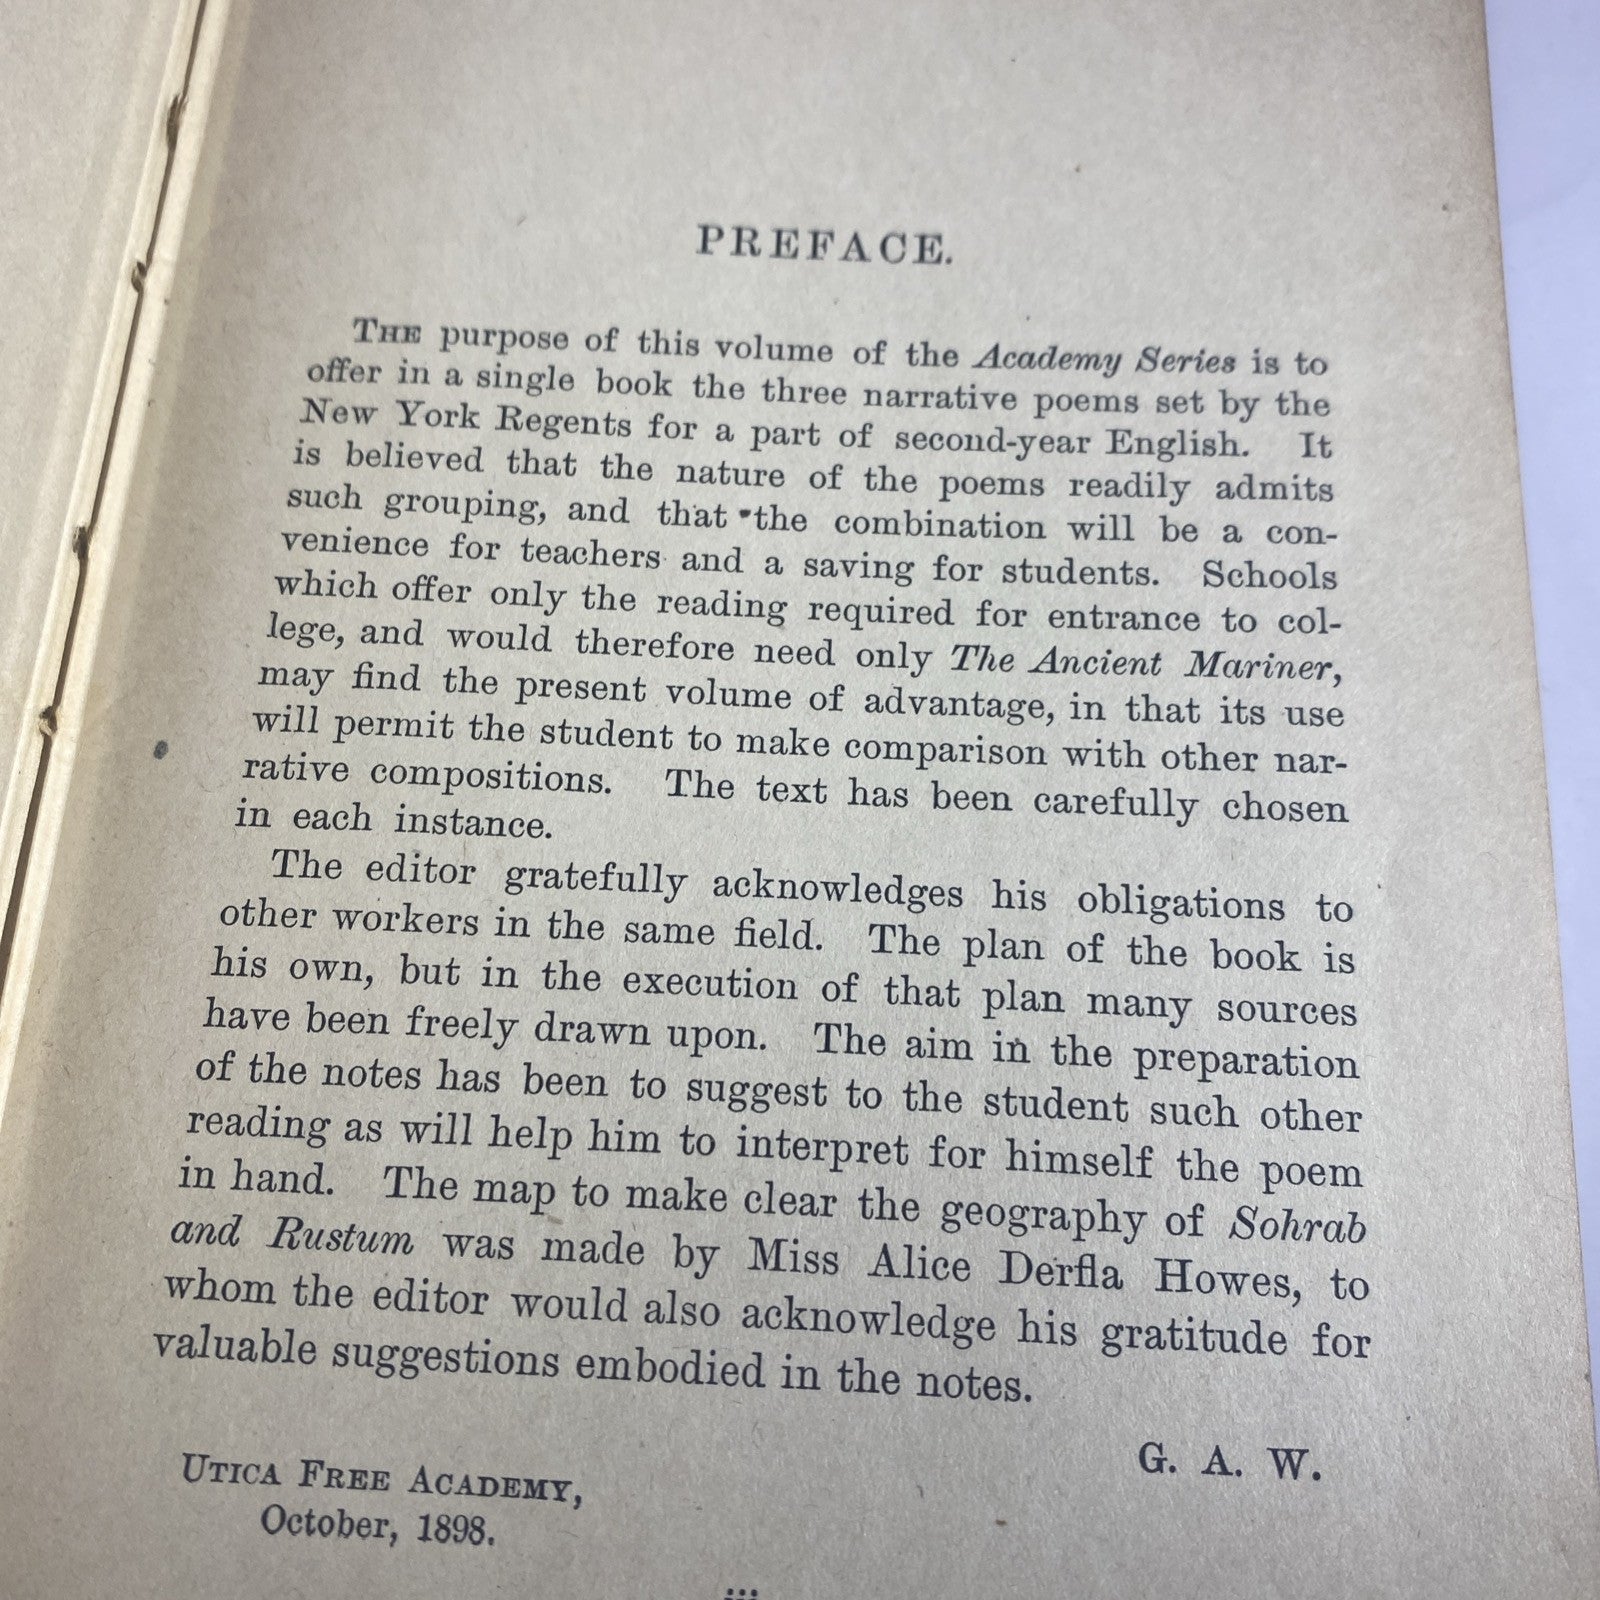 PREFACE.
THE purpose of this volume of the Academy Series is to
offer in a single book the three narrative poems set by the
New York Regents for a part of second-year English. It
is believed that the nature of the poems readily admits
such grouping, and that the combination will be a con-
venience for teachers and a saving for students. Schools
which offer only the reading required for entrance to col-
lege, and would therefore need only The Ancient Mariner,
may find the present volume of advantage, in that its use
will permit the student to make comparison with other nar-
rative compositions. The text has been carefully chosen
in each instance.
The editor gratefully acknowledges his obligations to
other workers in the same field. The plan of the book is
his own, but in the execution of that plan many sources
have been freely drawn upon. The aim in the preparation
of the notes has been to suggest to the student such other
reading as will help him to interpret for himself the poem
in hand. The map to make clear the geography of Sohrab
and Rustum was made by Miss Alice Derfla Howes, to
whom the editor would also acknowledge his gratitude for
valuable suggestions embodied in the notes.
G. A. W.
UTICA FREE ACADEMY,
October, 1898.
iii